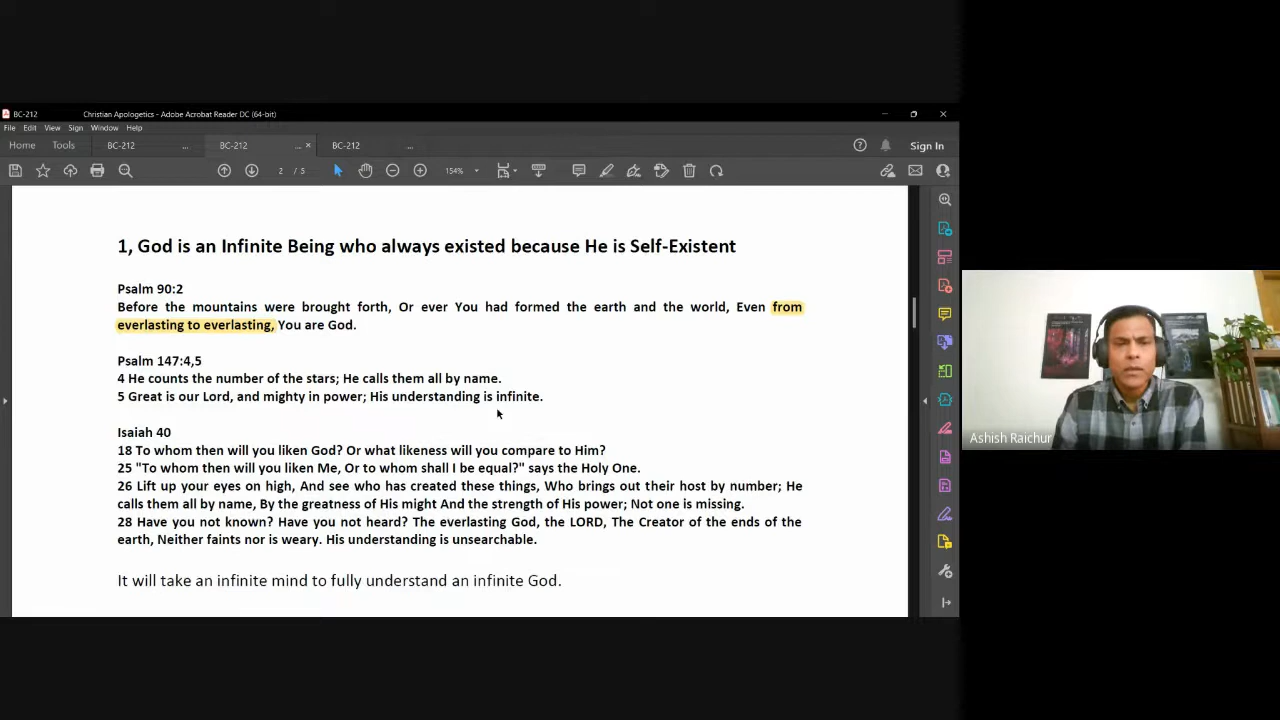 BC-212 Christian Apologetics - Adobe Acrobat Reader DC (64-bit)
File Edit View Sign Window Help
Home Tools BC-212 ... BC-212 ... × BC-212 ... Sign In
2 / 5 154%
1, God is an Infinite Being who always existed because He is Self-Existent
Psalm 90:2
Before the mountains were brought forth, Or ever You had formed the earth and the world, Even from
everlasting to everlasting, You are God.
Psalm 147:4,5
4 He counts the number of the stars; He calls them all by name.
5 Great is our Lord, and mighty in power; His understanding is infinite.
Isaiah 40
18 To whom then will you liken God? Or what likeness will you compare to Him?
25 "To whom then will you liken Me, Or to whom shall I be equal?" says the Holy One.
26 Lift up your eyes on high, And see who has created these things, Who brings out their host by number; He
calls them all by name, By the greatness of His might And the strength of His power; Not one is missing.
28 Have you not known? Have you not heard? The everlasting God, the LORD, The Creator of the ends of the
earth, Neither faints nor is weary. His understanding is unsearchable.
It will take an infinite mind to fully understand an infinite God.
Ashish Raichur